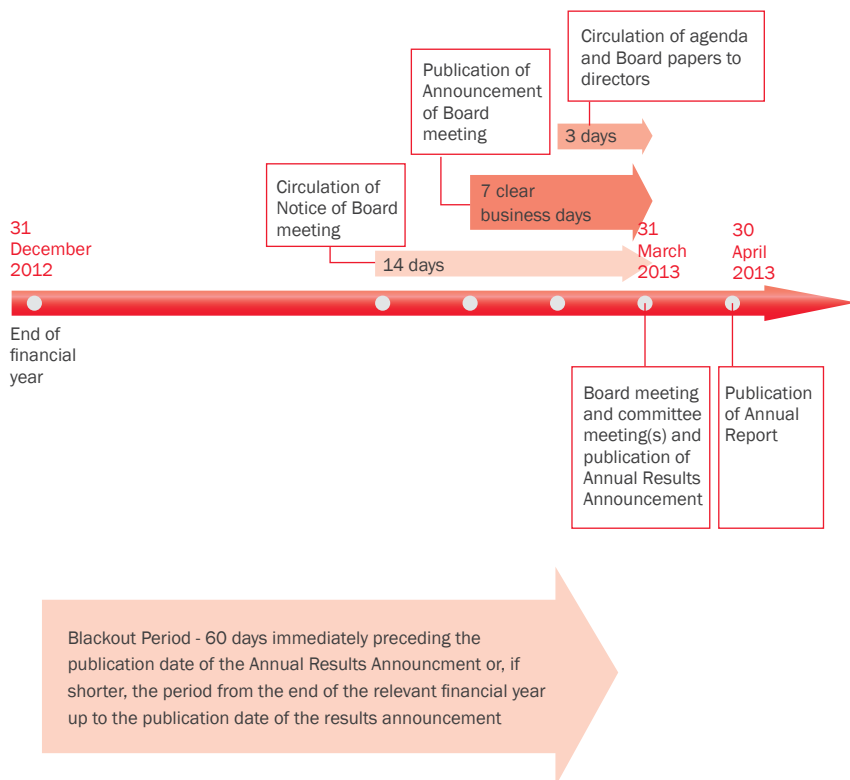 Circulation of agenda
and Board papers to
directors
Publication of
Announcement
of Board
meeting
3 days
Circulation of
Notice of Board
meeting
7 clear
business days
14 days
31
December
2012
31
March
2013
30
April
2013
End of
financial
year
Board meeting
and committee
meeting(s) and
publication of
Annual Results
Announcement
Publication
of Annual
Report
Blackout Period - 60 days immediately preceding the
publication date of the Annual Results Announcment or, if
shorter, the period from the end of the relevant financial year
up to the publication date of the results announcement